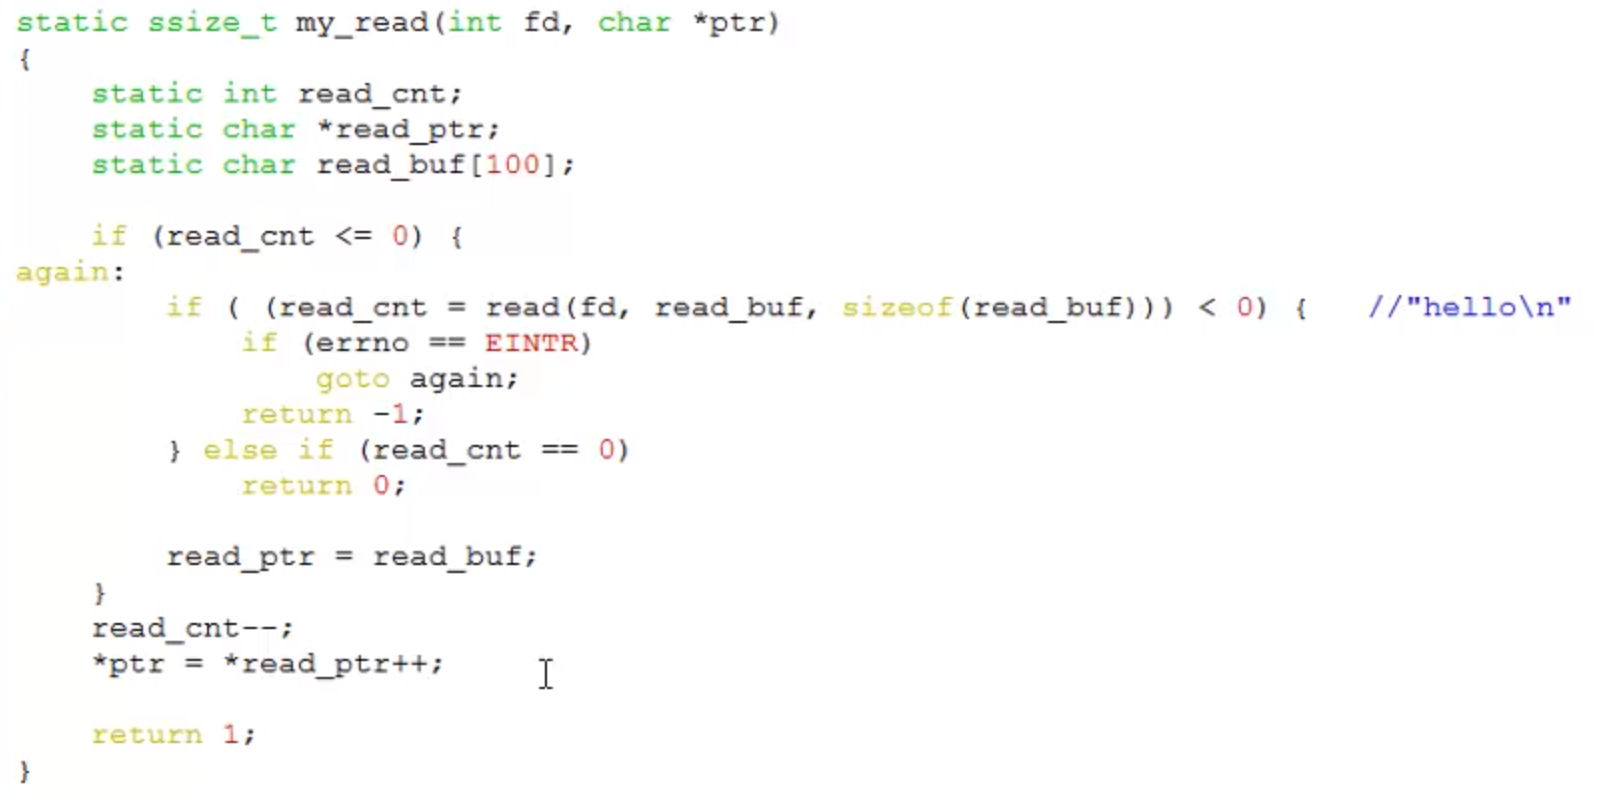 static ssize_t my_read(int fd, char *ptr)
{
    static int read_cnt;
    static char *read_ptr;
    static char read_buf[100];

    if (read_cnt <= 0) {
again:
        if ( (read_cnt = read(fd, read_buf, sizeof(read_buf))) < 0) {   //"hello\n"
            if (errno == EINTR)
                goto again;
            return -1;
        } else if (read_cnt == 0)
            return 0;

        read_ptr = read_buf;
    }
    read_cnt--;
    *ptr = *read_ptr++;

    return 1;
}